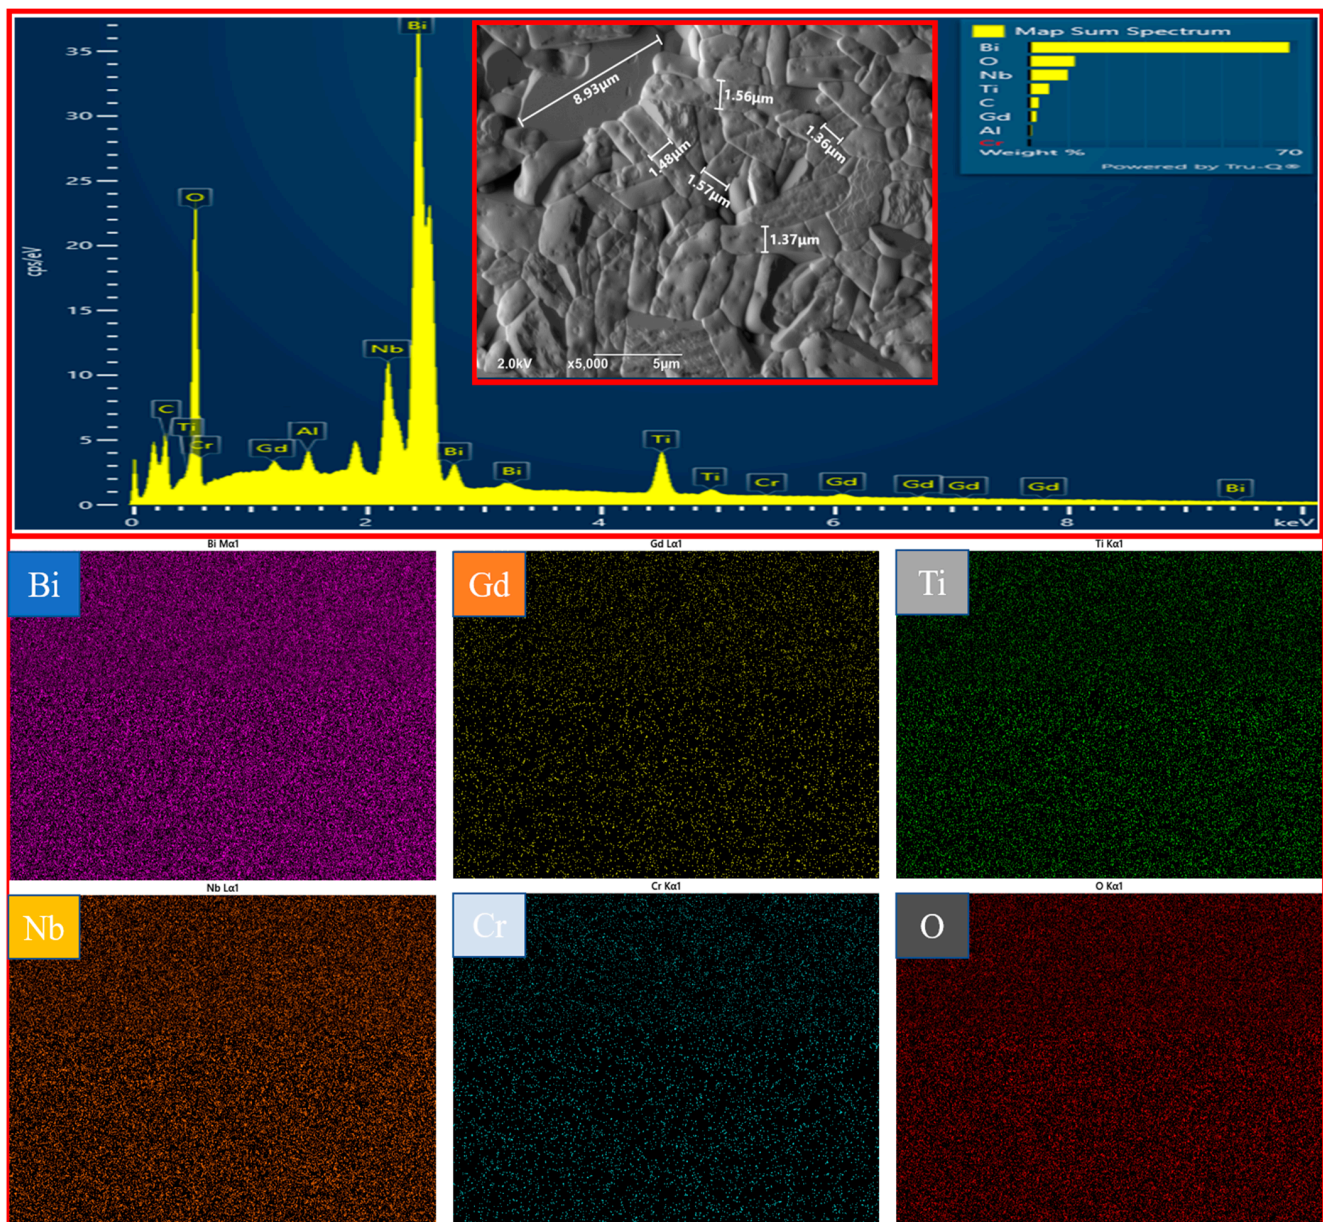 Bi
35
30
25
20
15
10
5
0
cps/eV
O
Nb
C
Ti
Cr
Gd
Al
Bi
Bi
Ti
Ti
Cr
Gd
Gd
Gd
Gd
Bi
0
2
4
6
8
keV
8.93µm
1.56µm
1.48µm
1.36µm
1.57µm
1.37µm
2.0kV x5,000 5µm
Map Sum Spectrum
Bi
O
Nb
Ti
C
Gd
Al
Cr
Weight % 70
Powered by Tru-Q®
Bi Mα1
Gd Lα1
Ti Kα1
Bi
Gd
Ti
Nb Lα1
Cr Kα1
O Kα1
Nb
Cr
O